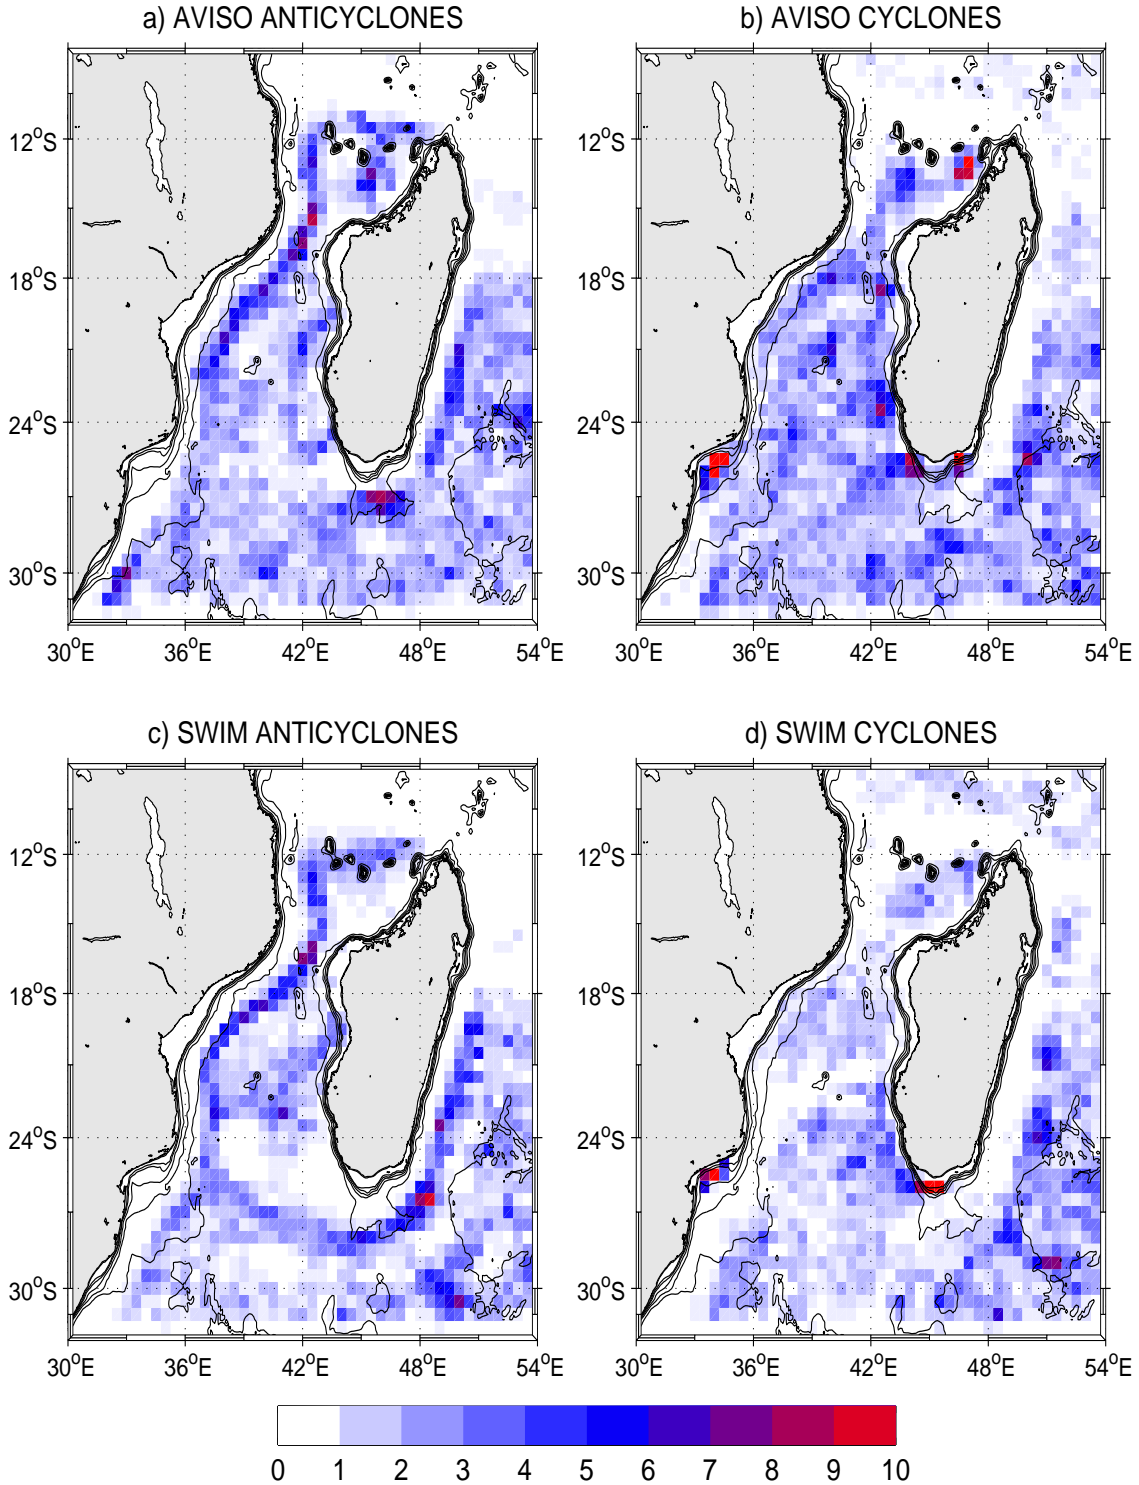 a) AVISO ANTICYCLONES
b) AVISO CYCLONES
12°S
18°S
24°S
30°S
30°E 36°E 42°E 48°E 54°E
12°S
18°S
24°S
30°S
30°E 36°E 42°E 48°E 54°E
c) SWIM ANTICYCLONES
d) SWIM CYCLONES
12°S
18°S
24°S
30°S
30°E 36°E 42°E 48°E 54°E
12°S
18°S
24°S
30°S
30°E 36°E 42°E 48°E 54°E
0 1 2 3 4 5 6 7 8 9 10